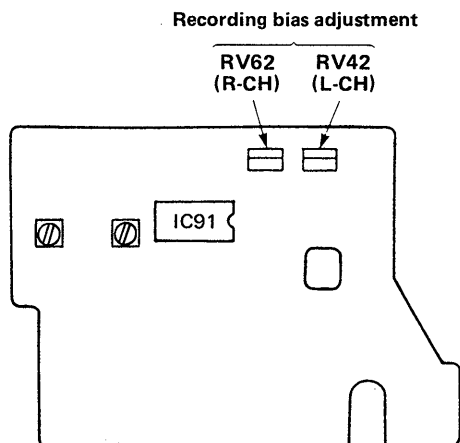 Recording bias adjustment
RV62 RV42
(R-CH) (L-CH)
IC91